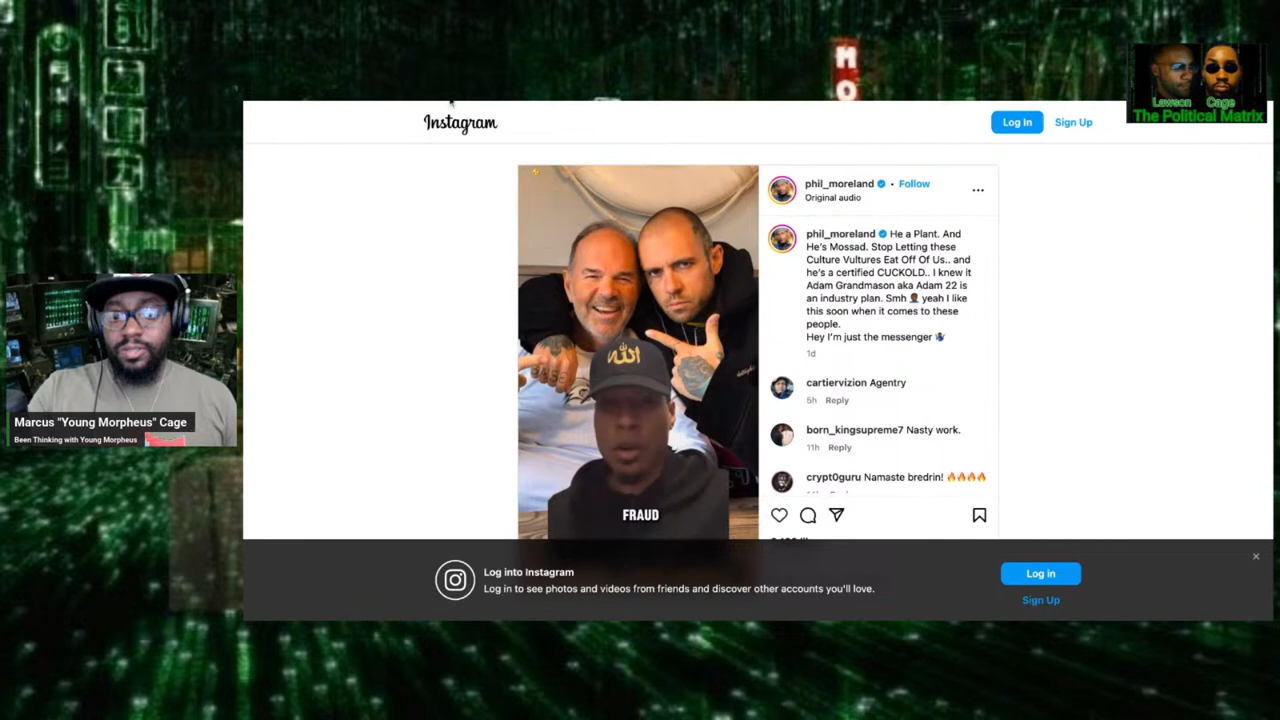 HO
Lawson Cage
The Political Matrix
Instagram
Log In
Sign Up
phil_moreland • Follow
Original audio
phil_moreland He a Plant. And
He's Mossad. Stop Letting these
Culture Vultures Eat Off Of Us.. and
he's a certified CUCKOLD.. I knew it
Adam Grandmason aka Adam 22 is
an industry plan. Smh 🤦🏿‍♂️ yeah I like
this soon when it comes to these
people.
Hey I'm just the messenger 🤷🏿‍♂️
1d
cartiervizion Agentry
5h Reply
born_kingsupreme7 Nasty work.
11h Reply
crypt0guru Namaste bredrin! 🔥🔥🔥🔥
الله
FRAUD
Marcus "Young Morpheus" Cage
Been Thinking with Young Morpheus
Log into Instagram
Log in to see photos and videos from friends and discover other accounts you'll love.
Log in
Sign Up